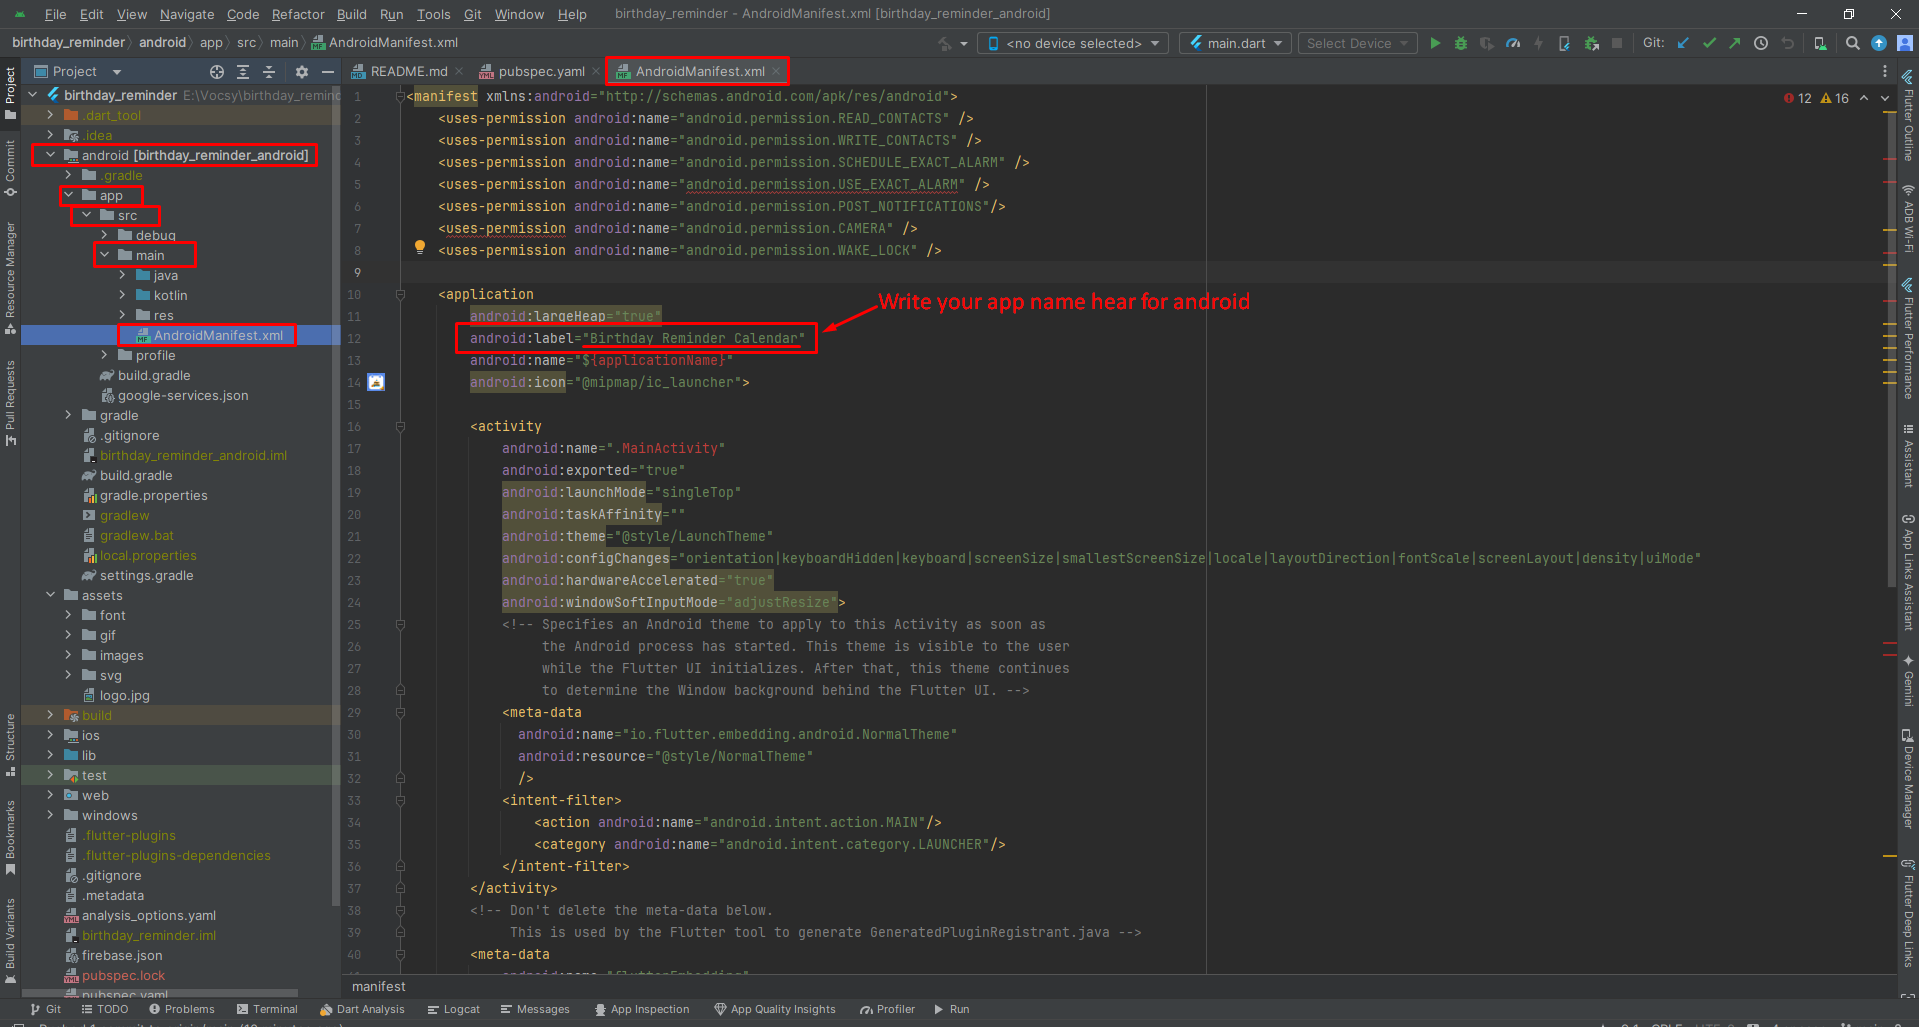 File Edit View Navigate Code Refactor Build Run Tools Git Window Help birthday_reminder - AndroidManifest.xml [birthday_reminder_android]
birthday_reminder android app src main AndroidManifest.xml <no device selected> main.dart Select Device Git:
Project README.md pubspec.yaml AndroidManifest.xml
Project
Commit
Resource Manager
Pull Requests
Structure
Bookmarks
Build Variants
birthday_reminder E:\Vocsy\birthday_remind
.dart_tool
.idea
android [birthday_reminder_android]
.gradle
app
src
debug
main
java
kotlin
res
AndroidManifest.xml
profile
build.gradle
google-services.json
gradle
.gitignore
birthday_reminder_android.iml
build.gradle
gradle.properties
gradlew
gradlew.bat
local.properties
settings.gradle
assets
font
gif
images
svg
logo.jpg
build
ios
lib
test
web
windows
.flutter-plugins
.flutter-plugins-dependencies
.gitignore
.metadata
analysis_options.yaml
birthday_reminder.iml
firebase.json
pubspec.lock
pubspec.yaml
12 16
1 <manifest xmlns:android="http://schemas.android.com/apk/res/android">
2 <uses-permission android:name="android.permission.READ_CONTACTS" />
3 <uses-permission android:name="android.permission.WRITE_CONTACTS" />
4 <uses-permission android:name="android.permission.SCHEDULE_EXACT_ALARM" />
5 <uses-permission android:name="android.permission.USE_EXACT_ALARM" />
6 <uses-permission android:name="android.permission.POST_NOTIFICATIONS"/>
7 <uses-permission android:name="android.permission.CAMERA" />
8 <uses-permission android:name="android.permission.WAKE_LOCK" />
9
10 <application
Write your app name hear for android
11 android:largeHeap="true"
12 android:label="Birthday Reminder Calendar"
13 android:name="${applicationName}"
14 android:icon="@mipmap/ic_launcher">
15
16 <activity
17 android:name=".MainActivity"
18 android:exported="true"
19 android:launchMode="singleTop"
20 android:taskAffinity=""
21 android:theme="@style/LaunchTheme"
22 android:configChanges="orientation|keyboardHidden|keyboard|screenSize|smallestScreenSize|locale|layoutDirection|fontScale|screenLayout|density|uiMode"
23 android:hardwareAccelerated="true"
24 android:windowSoftInputMode="adjustResize">
25 <!-- Specifies an Android theme to apply to this Activity as soon as
26 the Android process has started. This theme is visible to the user
27 while the Flutter UI initializes. After that, this theme continues
28 to determine the Window background behind the Flutter UI. -->
29 <meta-data
30 android:name="io.flutter.embedding.android.NormalTheme"
31 android:resource="@style/NormalTheme"
32 />
33 <intent-filter>
34 <action android:name="android.intent.action.MAIN"/>
35 <category android:name="android.intent.category.LAUNCHER"/>
36 </intent-filter>
37 </activity>
38 <!-- Don't delete the meta-data below.
39 This is used by the Flutter tool to generate GeneratedPluginRegistrant.java -->
40 <meta-data
manifest
Flutter Outline
ADB Wi-Fi
Flutter Performance
Assistant
App Links Assistant
Gemini
Device Manager
Flutter Deep Links
Git TODO Problems Terminal Dart Analysis Logcat Messages App Inspection App Quality Insights Profiler Run